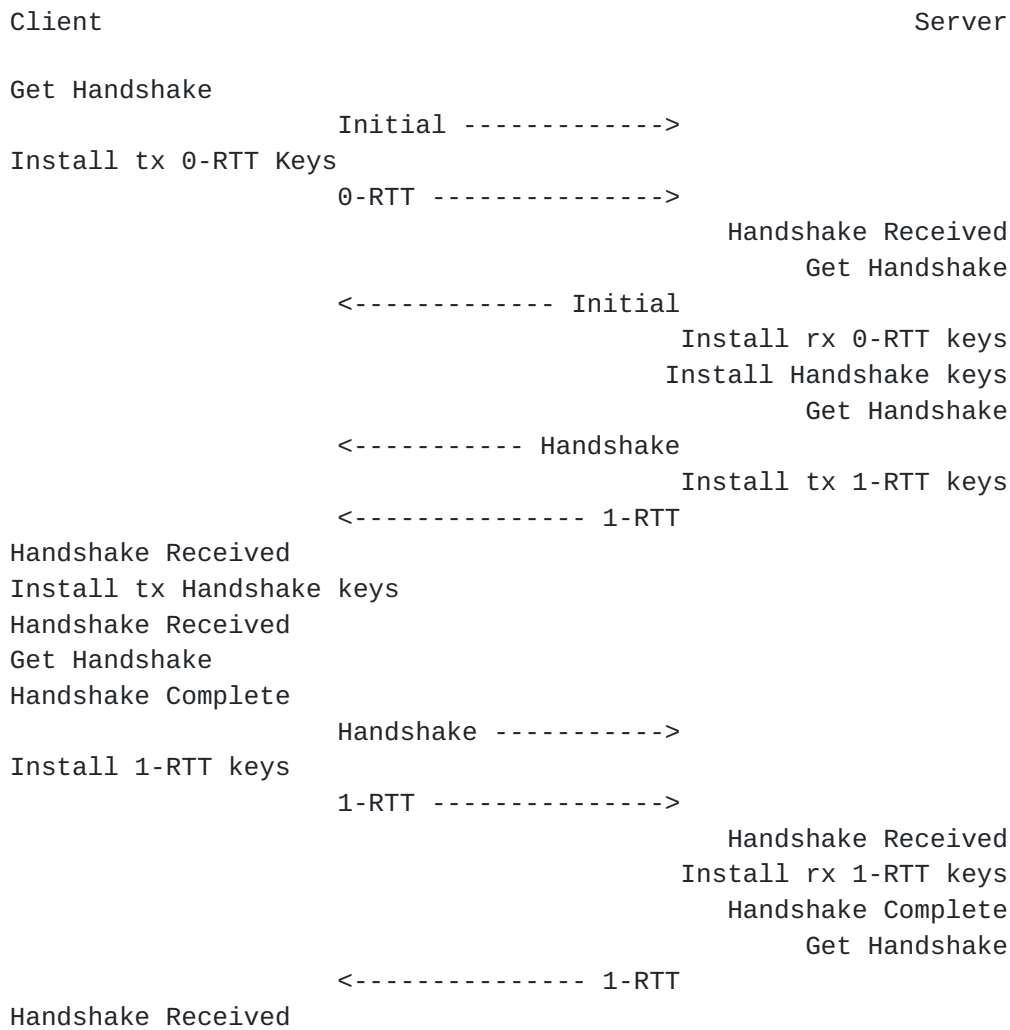 Client                                                    Server

Get Handshake
                     Initial ------------->
Install tx 0-RTT Keys
                     0-RTT --------------->
                                              Handshake Received
                                                   Get Handshake
                     <------------- Initial
                                           Install rx 0-RTT keys
                                          Install Handshake keys
                                                   Get Handshake
                     <----------- Handshake
                                           Install tx 1-RTT keys
                     <--------------- 1-RTT
Handshake Received
Install tx Handshake keys
Handshake Received
Get Handshake
Handshake Complete
                     Handshake ----------->
Install 1-RTT keys
                     1-RTT --------------->
                                              Handshake Received
                                           Install rx 1-RTT keys
                                              Handshake Complete
                                                   Get Handshake
                     <--------------- 1-RTT
Handshake Received